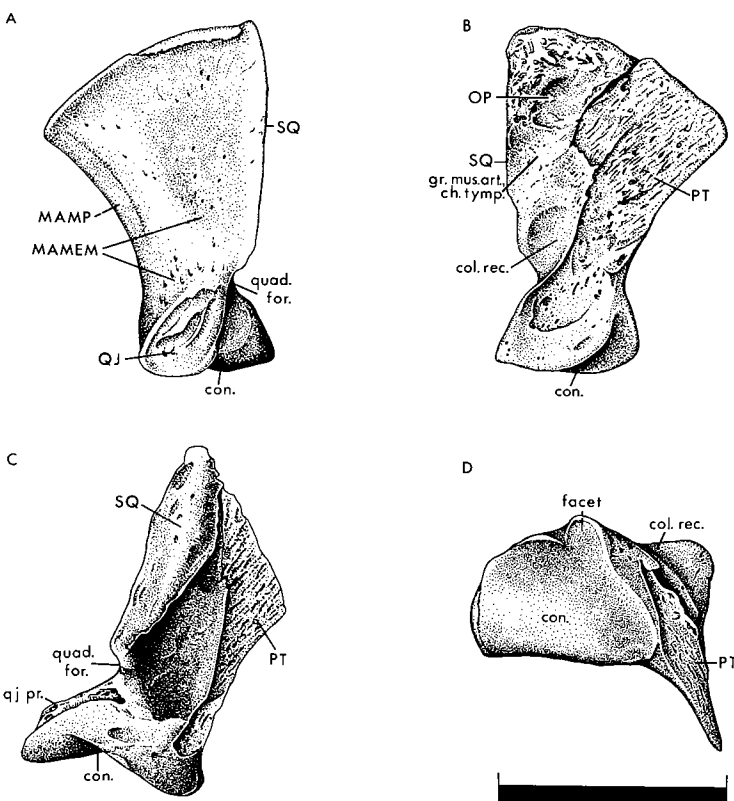 A
SQ
MAMP
MAMEM
quad.
for.
QJ
con.
B
OP
SQ
gr. mus.art.,
ch. tymp.
PT
col. rec.
con.
C
SQ
quad.
for.
PT
qj pr.
con.
D
facet
col. rec.
con.
PT